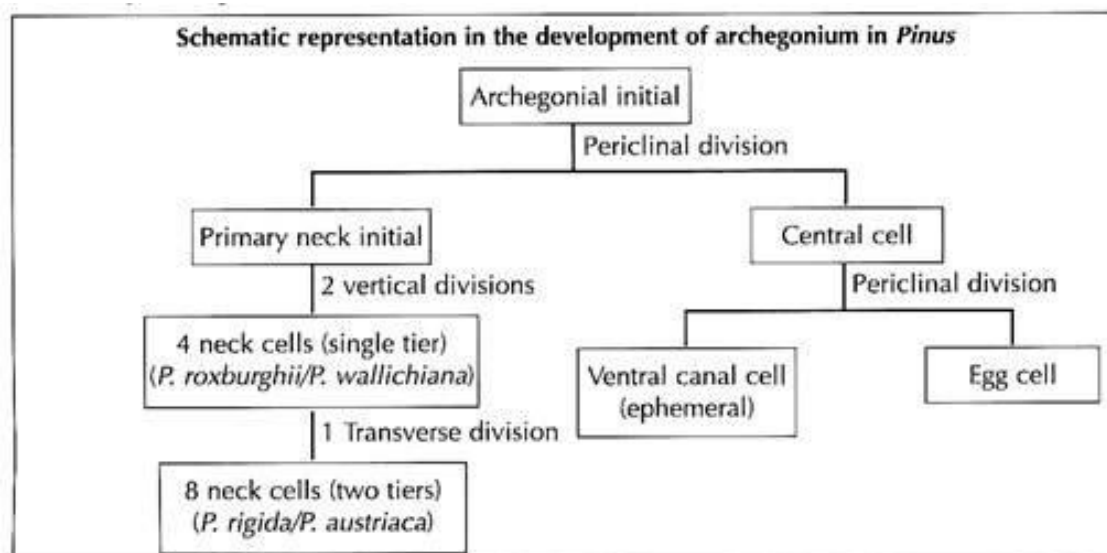 Schematic representation in the development of archegonium in Pinus
Archegonial initial
Periclinal division
Primary neck initial
Central cell
2 vertical divisions
Periclinal division
4 neck cells (single tier)
(P. roxburghii/P. wallichiana)
Ventral canal cell
(ephemeral)
Egg cell
1 Transverse division
8 neck cells (two tiers)
(P. rigida/P. austriaca)